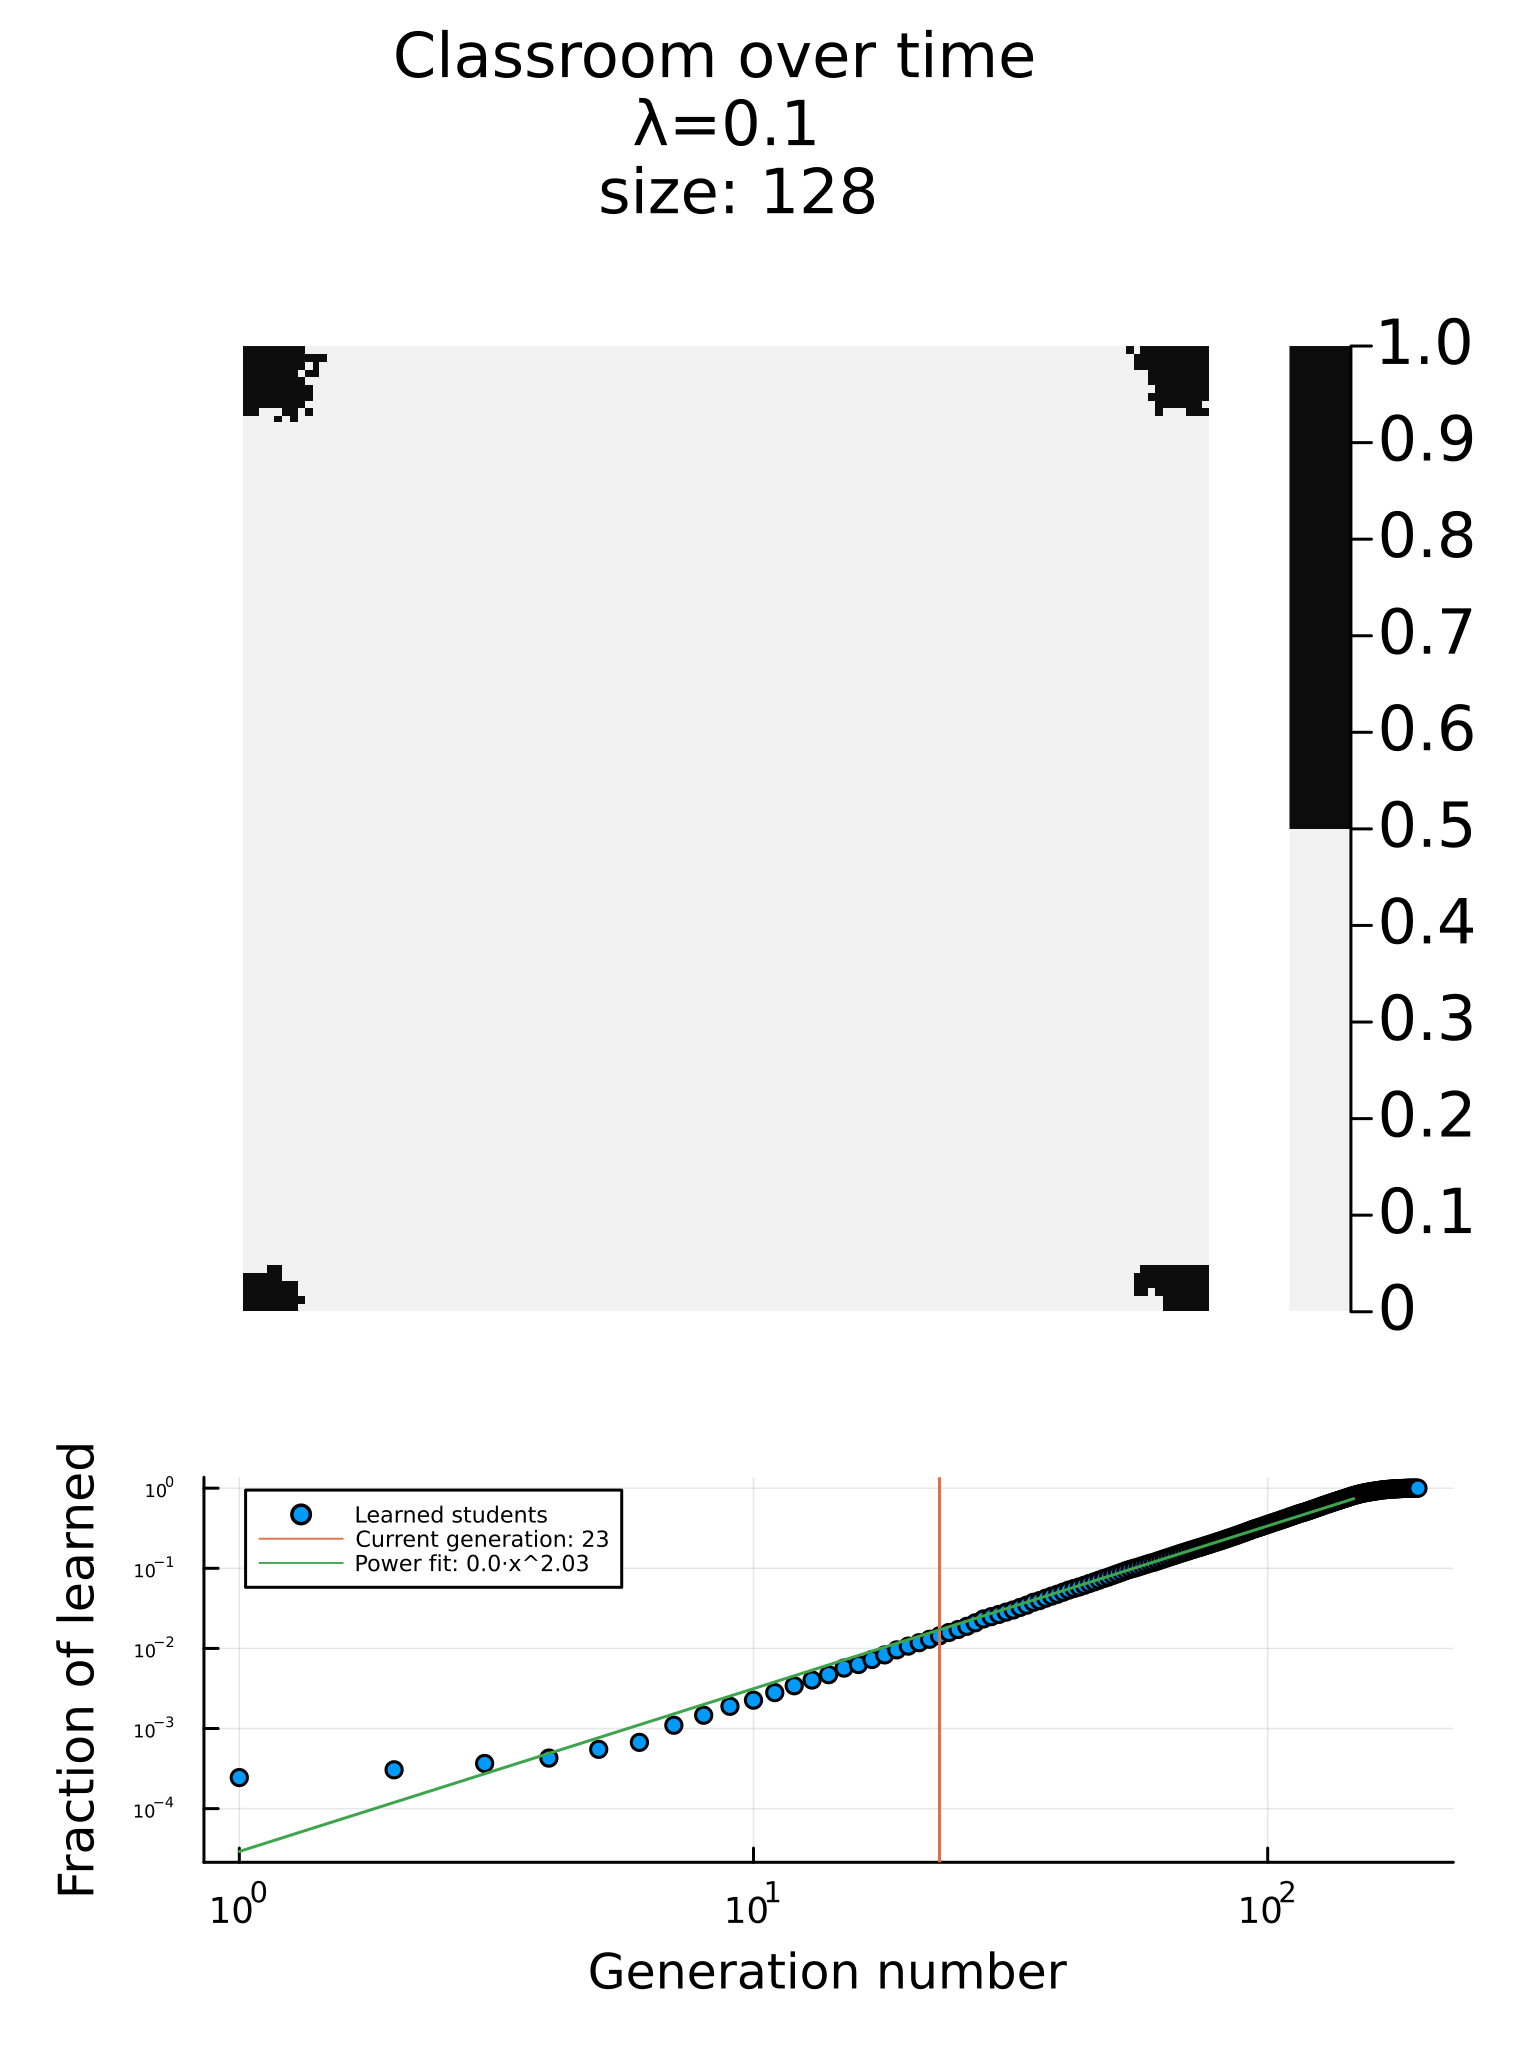 Classroom over time
λ=0.1
size: 128
1.0
0.9
0.8
0.7
0.6
0.5
0.4
0.3
0.2
0.1
0
Fraction of learned
10^0
10^−1
10^−2
10^−3
10^−4
Learned students
Current generation: 23
Power fit: 0.0·x^2.03
10^0
10^1
10^2
Generation number